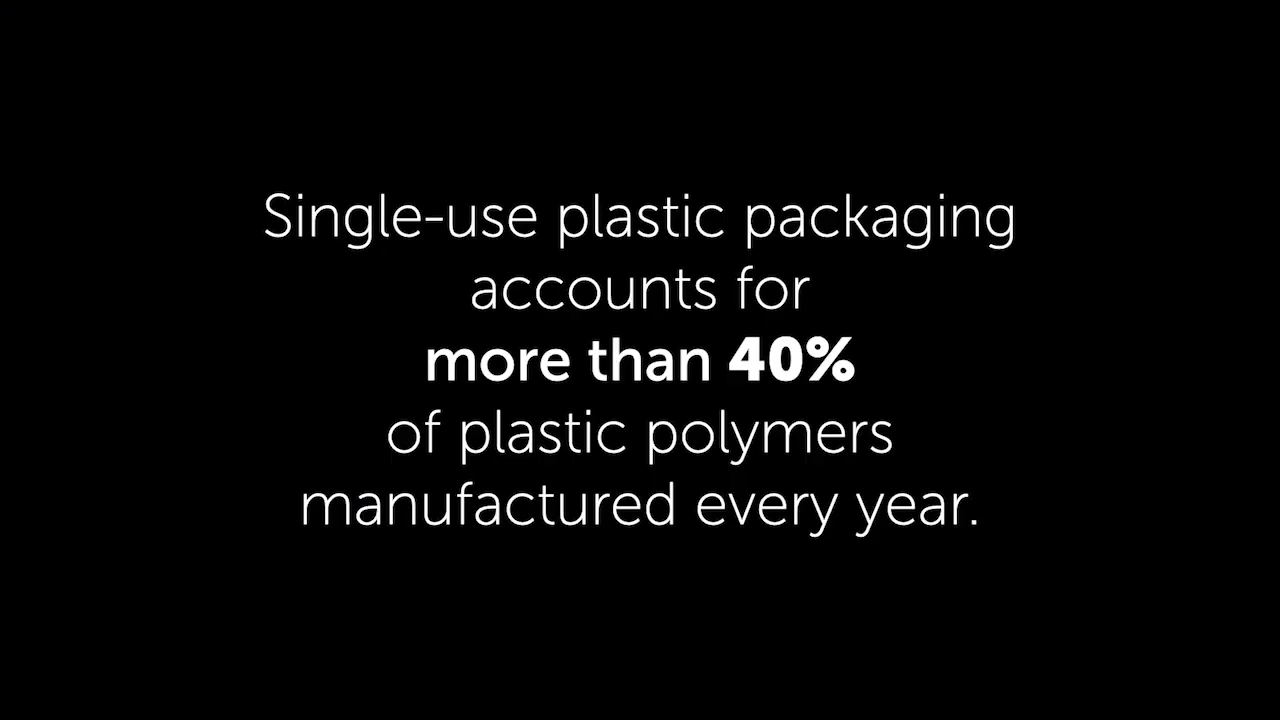 Single-use plastic packaging
accounts for
more than 40%
of plastic polymers
manufactured every year.